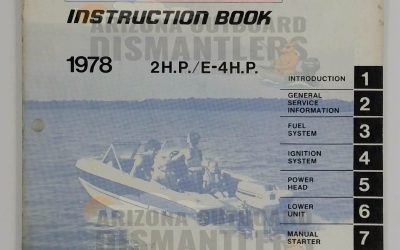 INSTRUCTION BOOK
ARIZONA OUTBOARD
DISMANTLERS
1978 2H.P./E-4H.P.
INTRODUCTION 1
GENERAL
SERVICE
INFORMATION 2
FUEL
SYSTEM 3
IGNITION
SYSTEM 4
POWER
HEAD 5
LOWER
UNIT 6
MANUAL
STARTER 7
ARIZONA OUTBOARD
DISMANTLERS